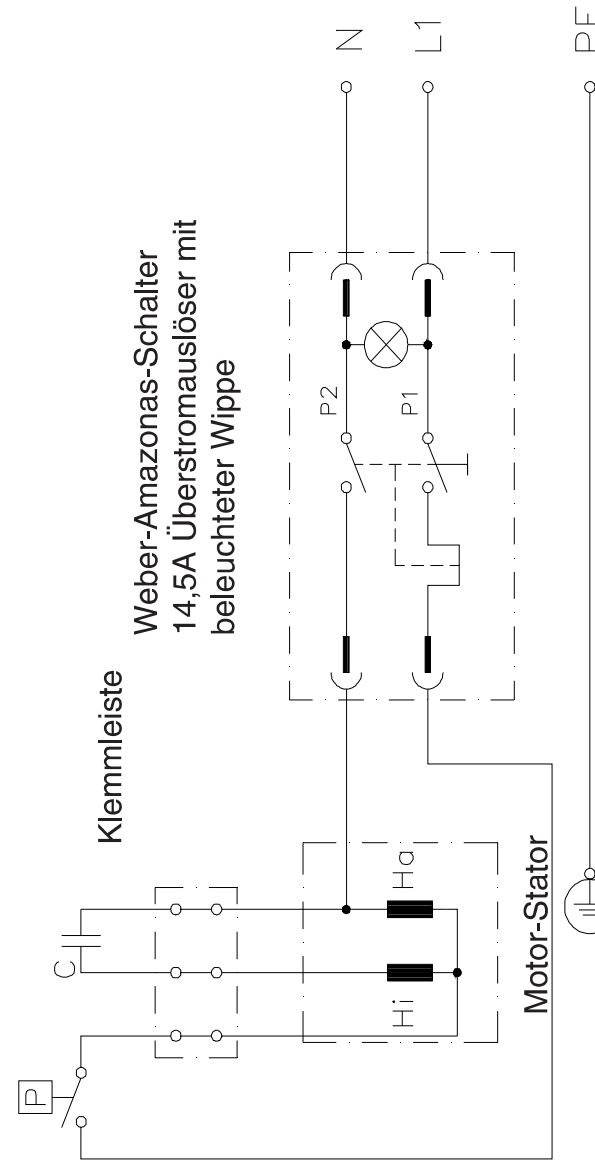 P
C
Klemmleiste
Weber-Amazonas-Schalter
14,5A Überstromauslöser mit
beleuchteter Wippe
P2
N
Hi
Ha
P1
L1
Motor-Stator
PE